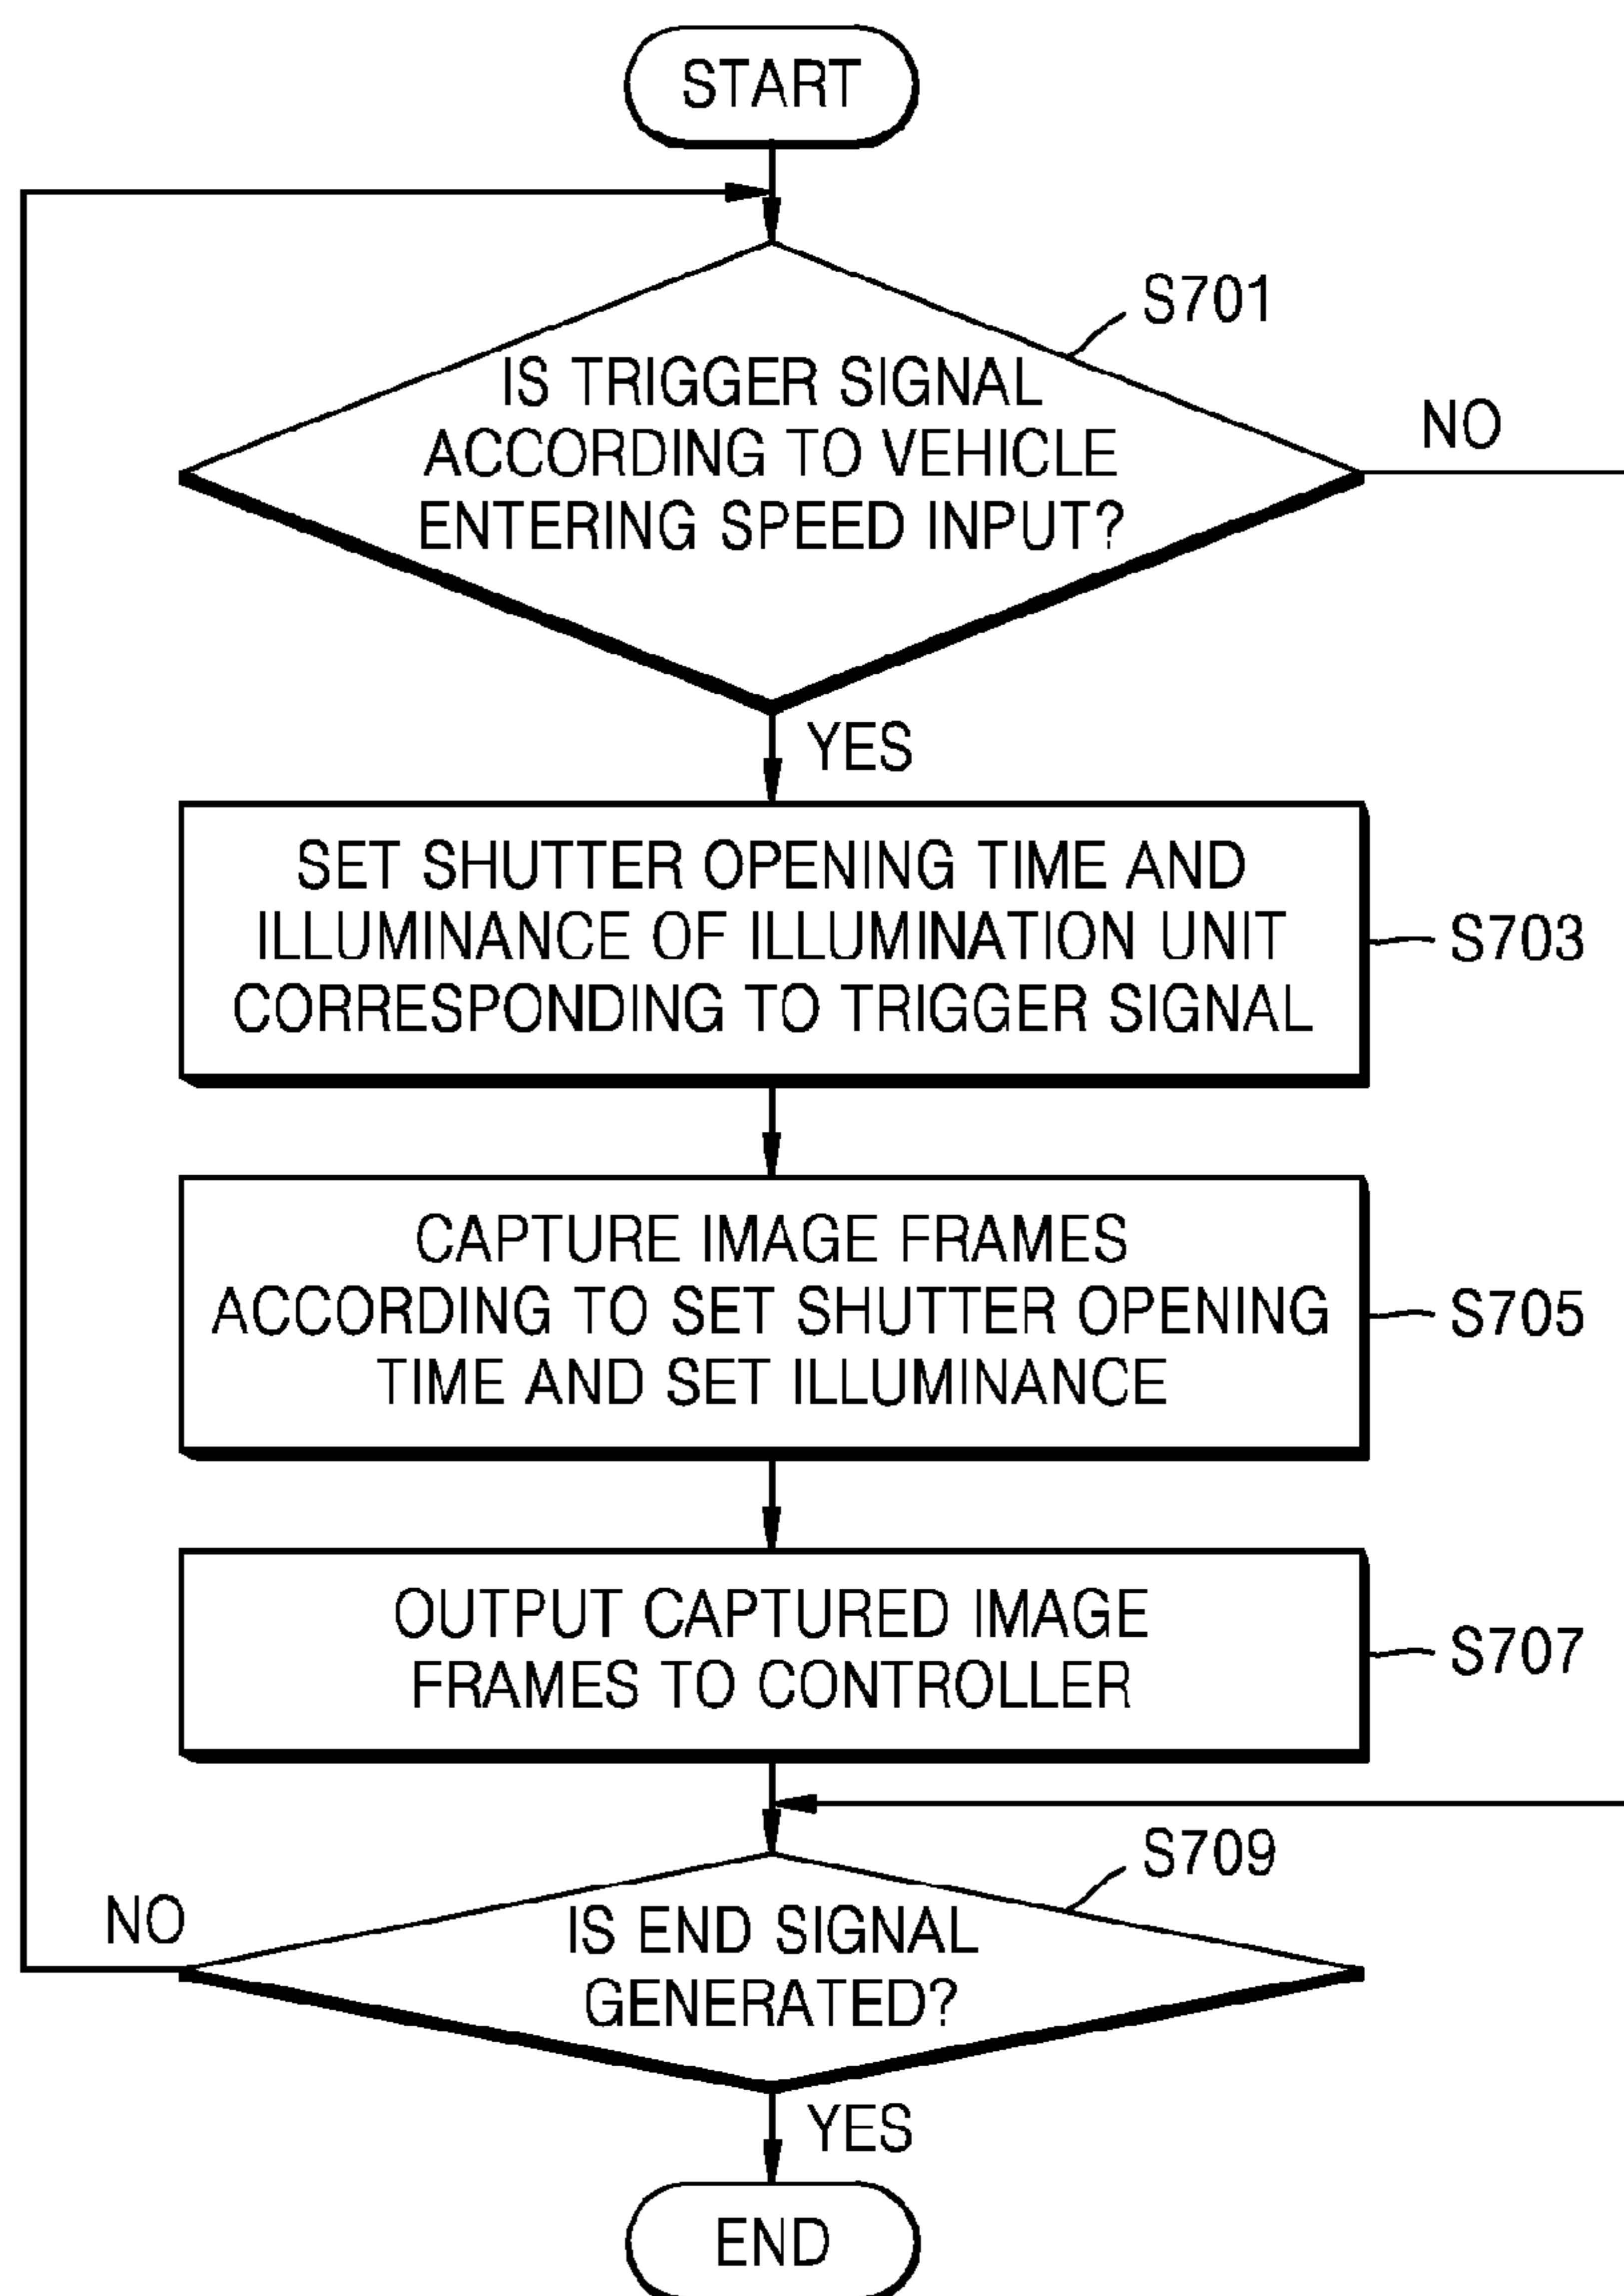 START
S701
IS TRIGGER SIGNAL
ACCORDING TO VEHICLE
ENTERING SPEED INPUT?
NO
YES
SET SHUTTER OPENING TIME AND
ILLUMINANCE OF ILLUMINATION UNIT
CORRESPONDING TO TRIGGER SIGNAL
S703
CAPTURE IMAGE FRAMES
ACCORDING TO SET SHUTTER OPENING
TIME AND SET ILLUMINANCE
S705
OUTPUT CAPTURED IMAGE
FRAMES TO CONTROLLER
S707
S709
NO
IS END SIGNAL
GENERATED?
YES
END